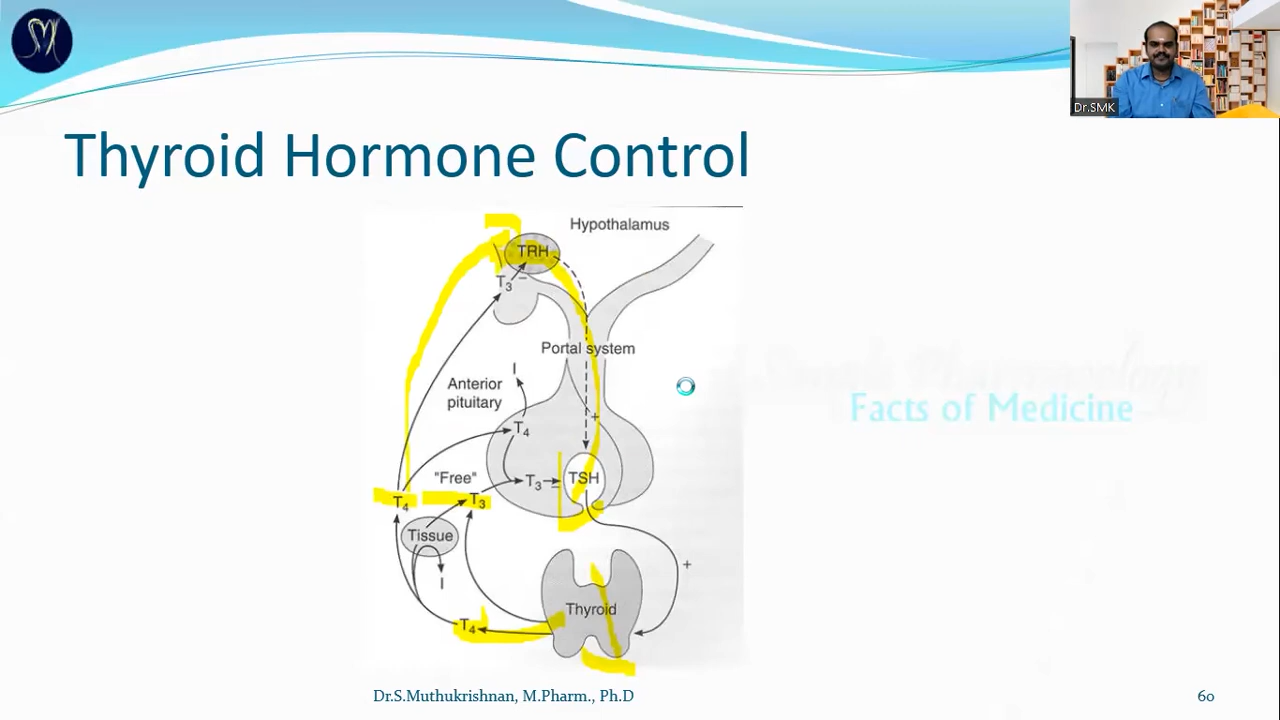 SM
Dr.SMK
Thyroid Hormone Control
Hypothalamus
TRH
T3
–
Portal system
I
Anterior
pituitary
+
T4
"Free"
T3
–
TSH
T4
T3
Tissue
I
+
Thyroid
T4
Facts of Medicine
Dr.S.Muthukrishnan, M.Pharm., Ph.D
60